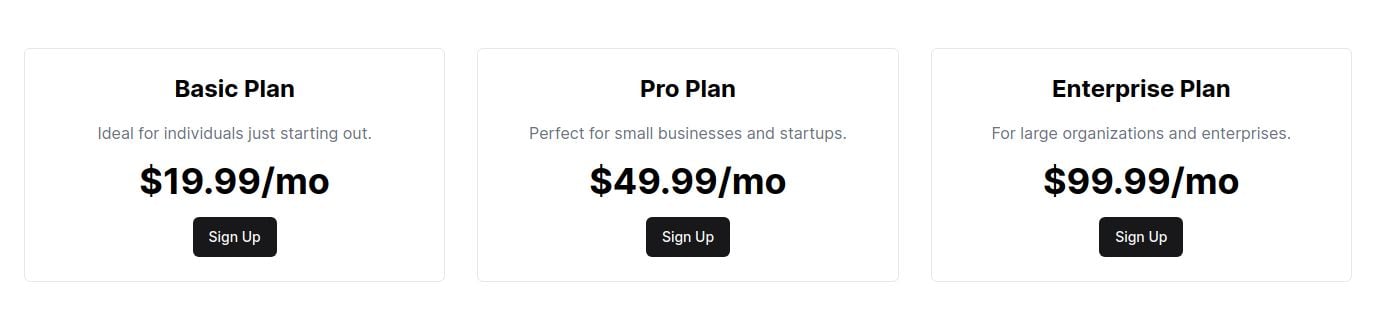 Basic Plan
Ideal for individuals just starting out.
$19.99/mo
Sign Up
Pro Plan
Perfect for small businesses and startups.
$49.99/mo
Sign Up
Enterprise Plan
For large organizations and enterprises.
$99.99/mo
Sign Up